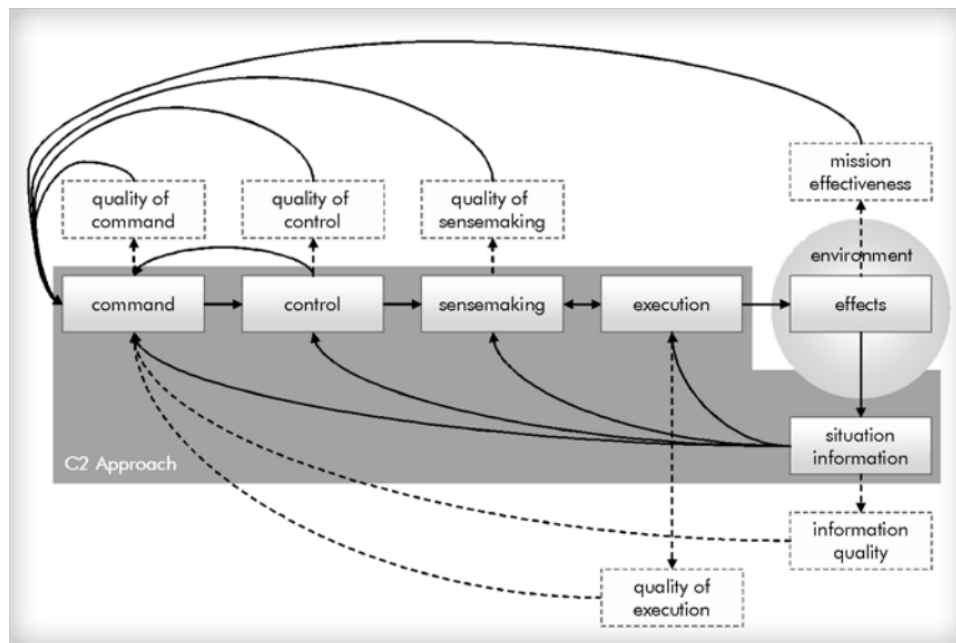 mission
effectiveness
quality of
command
quality of
control
quality of
sensemaking
environment
command
control
sensemaking
execution
effects
situation
information
C2 Approach
information
quality
quality of
execution